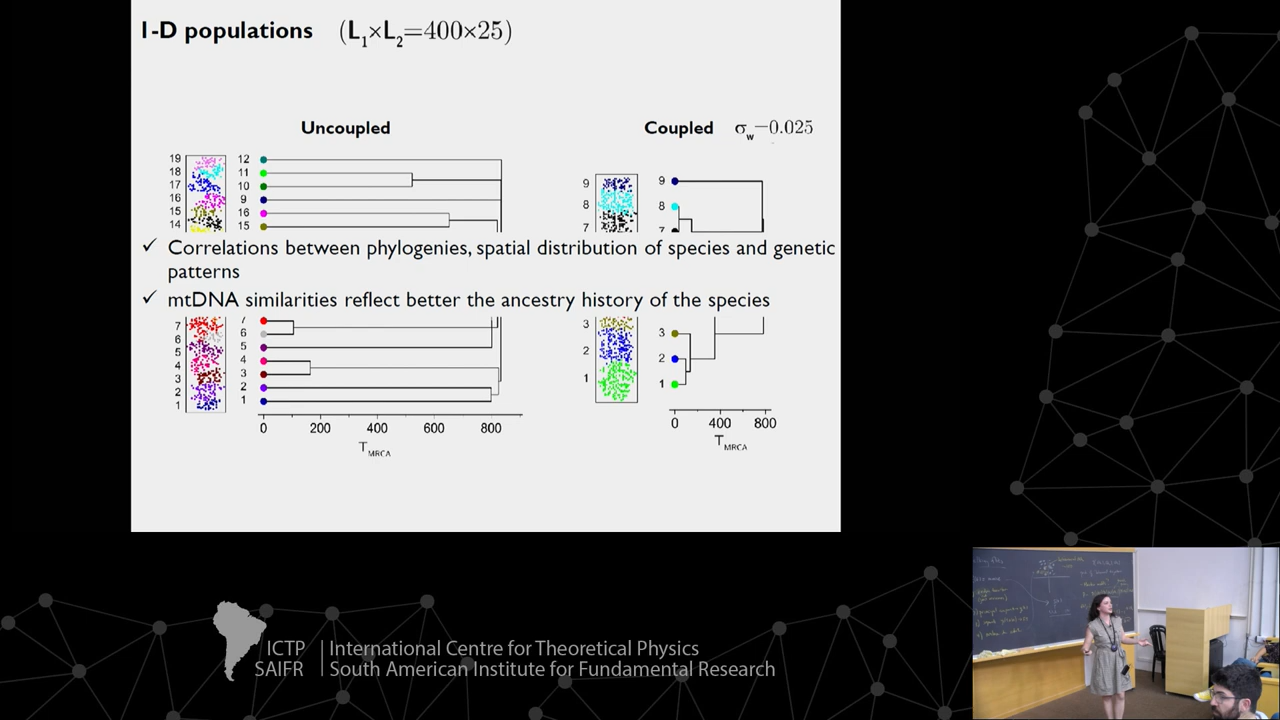 1-D populations (L1×L2=400×25)
Uncoupled
Coupled σw=0.025
19
18
17
16
15
14
12
11
10
9
16
15
9
8
7
9
8
7
✓ Correlations between phylogenies, spatial distribution of species and genetic
patterns
✓ mtDNA similarities reflect better the ancestry history of the species
7
6
5
4
3
2
1
7
6
5
4
3
2
1
3
2
1
3
2
1
0 200 400 600 800
TMRCA
0 400 800
TMRCA
ICTP
SAIFR
International Centre for Theoretical Physics
South American Institute for Fundamental Research